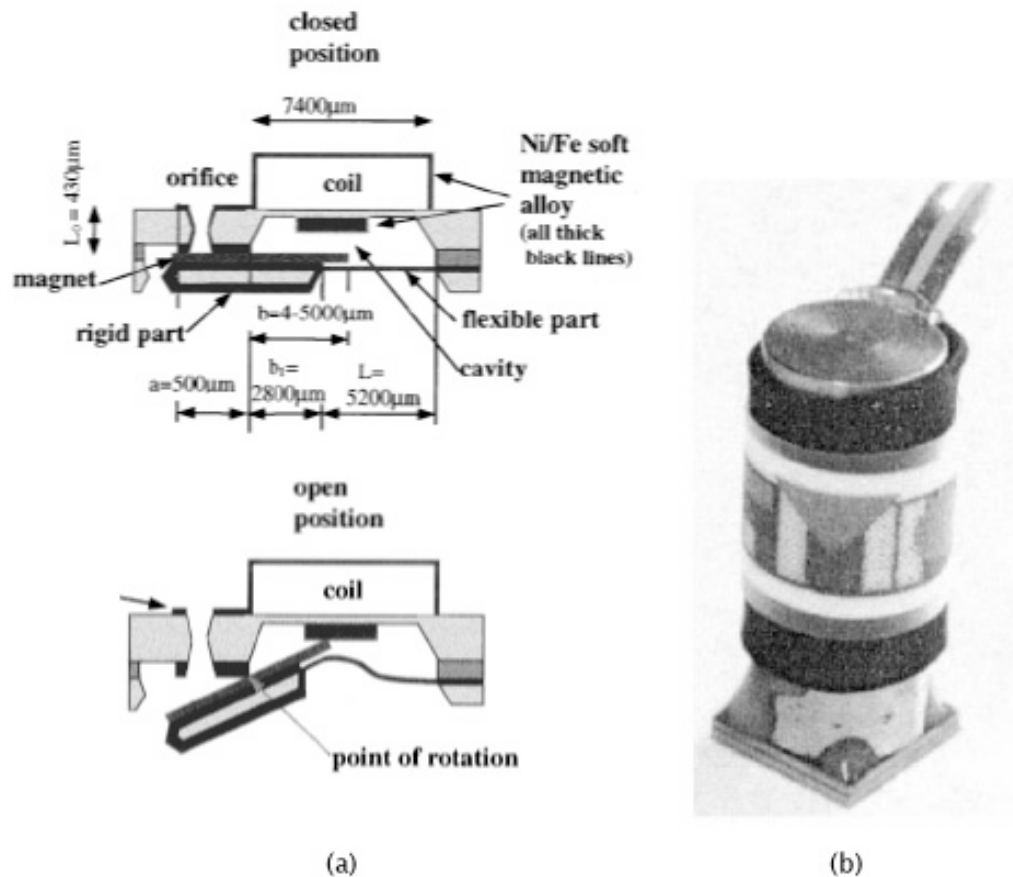 closed
position
7400μm
Ni/Fe soft
magnetic
alloy
(all thick
black lines)
orifice
coil
L₀ = 430μm
magnet
rigid part
b=4-5000μm
flexible part
cavity
a=500μm
b₁=
2800μm
L=
5200μm
open
position
coil
point of rotation
(a)
(b)